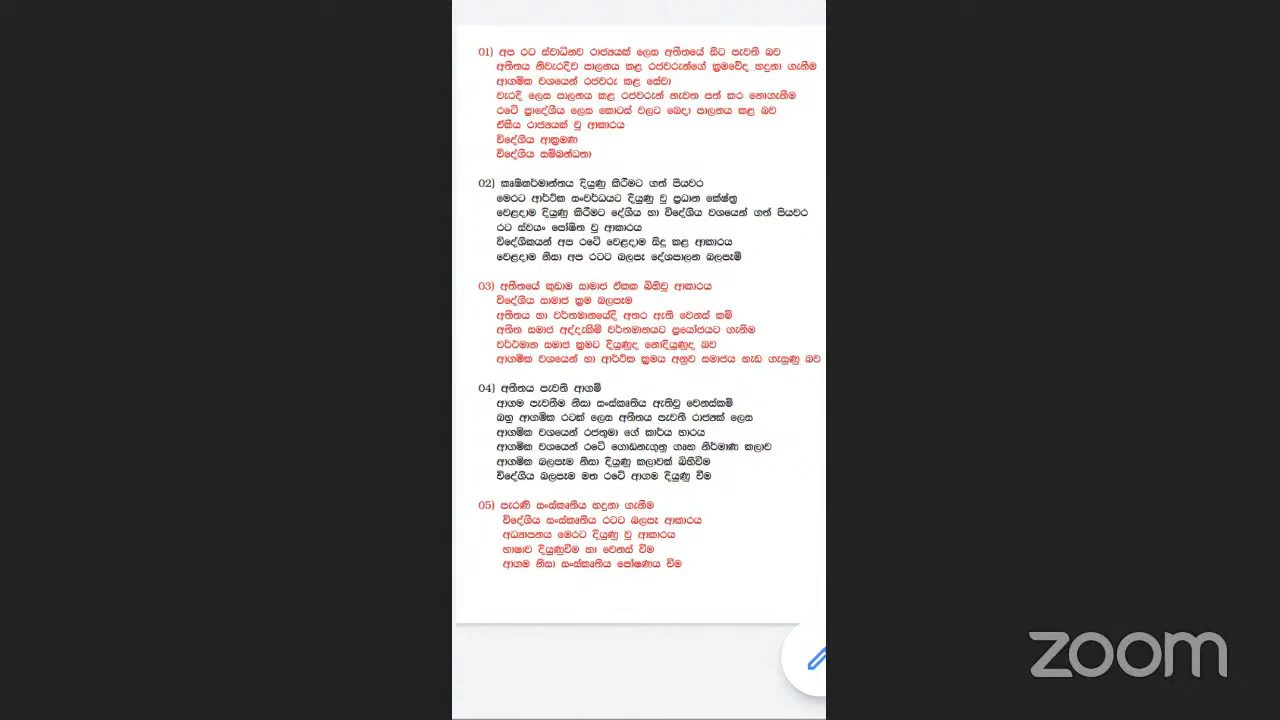 01) අප රට ස්වාධීනව රාජ්‍යයක් ලෙස අතීතයේ සිට පැවති බව
අතීතය නිවැරදිව පාලනය කළ රජවරුන්ගේ ක්‍රමවේද හදුනා ගැනීම
ආගමික වශයෙන් රජවරු කළ සේවා
වැරදි ලෙස පාලනය කළ රජවරුන් නැවත පත් කර නොගැනීම
රටේ ප්‍රාදේශීය ලෙස කොටස් වලට බෙදා පාලනය කළ බව
ඒකීය රාජ්‍යයක් වූ ආකාරය
විදේශීය ආක්‍රමණ
විදේශීය සම්බන්ධතා
02) කෘෂිකර්මාන්තය දියුණු කිරීමට ගත් පියවර
මෙරට ආර්ථික සංවර්ධයට දියුණු වූ ප්‍රධාන කේෂ්ත්‍ර
වෙළදාම දියුණු කිරීමට දේශීය හා විදේශීය වශයෙන් ගත් පියවර
රට ස්වයං පෝෂිත වූ ආකාරය
විදේශිකයන් අප රටේ වෙළදාම සිදු කළ ආකාරය
වෙළදාම නිසා අප රටට බලපෑ දේශපාලන බලපෑම්
03) අතීතයේ කුඩාම සාමාජ ඒකක බිහිවු ආකාරය
විදේශීය සාමාජ ක්‍රම බලපෑම
අතීතය හා වර්තමානයේදි අතර ඇති වෙනස් කම්
අතීත සමාජ අද්දැකීම් වර්තමානයට ප්‍රයෝජයට ගැනීම
වර්ථමාන සමාජ ක්‍රමට දියුණුද නොදියුණුද බව
ආගමික වශයෙන් හා ආර්ථික ක්‍රමය අනුව සමාජය හැඩ ගැසුණු බව
04) අතීතය පැවති ආගම්
ආගම පැවතීම නිසා සංස්කෘතිය ඇතිවූ වෙනස්කම්
බහු ආගමික රටක් ලෙස අතීතය පැවති රාජ්‍යක් ලෙස
ආගමික වශයෙන් රජතුමා ගේ කාර්ය භාරය
ආගමික වශයෙන් රටේ ගොඩනැගුනු ගෘහ නිර්මාණ කලාව
ආගමික බලපෑම නිසා දියුණු කලාවක් බිහිවීම
විදේශීය බලපෑම මත රටේ ආගම දියුණු වීම
05) පැරණි සංස්කෘතිය හදුනා ගැනීම
විදේශීය සංස්කෘතිය රටට බලපෑ ආකාරය
අධ්‍යාපනය මෙරට දියුණු වූ ආකාරය
භාෂාව දියුණුවීම හා වෙනස් වීම
ආගම නිසා සංස්කෘතිය පෝෂණය වීම
zoom